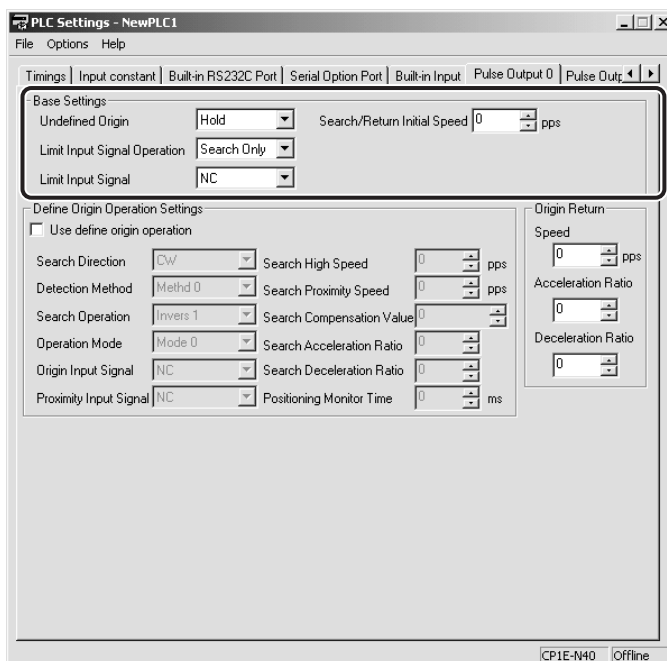 PLC Settings - NewPLC1
File Options Help
Timings Input constant Built-in RS232C Port Serial Option Port Built-in Input Pulse Output 0 Pulse Outp
Base Settings
Undefined Origin Hold Search/Return Initial Speed 0 pps
Limit Input Signal Operation Search Only
Limit Input Signal NC
Define Origin Operation Settings
Use define origin operation
Search Direction CW Search High Speed 0 pps
Detection Method Methd 0 Search Proximity Speed 0 pps
Search Operation Invers 1 Search Compensation Value 0
Operation Mode Mode 0 Search Acceleration Ratio 0
Origin Input Signal NC Search Deceleration Ratio 0
Proximity Input Signal NC Positioning Monitor Time 0 ms
Origin Return
Speed
0 pps
Acceleration Ratio
0
Deceleration Ratio
0
CP1E-N40 Offline